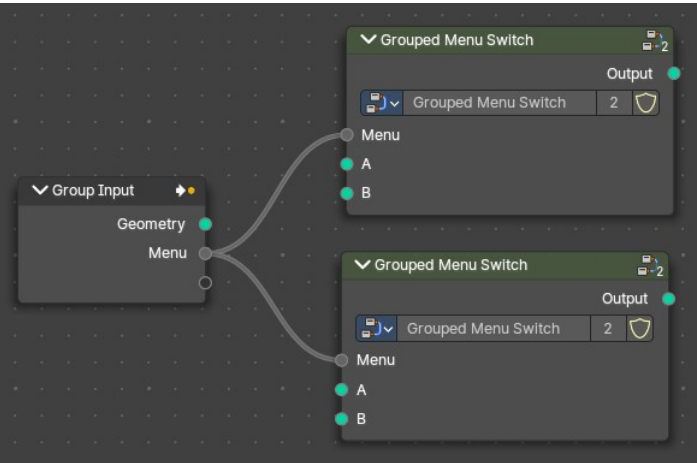 Grouped Menu Switch
2
Output
Grouped Menu Switch 2
Menu
A
B
Group Input
Geometry
Menu
Grouped Menu Switch
2
Output
Grouped Menu Switch 2
Menu
A
B